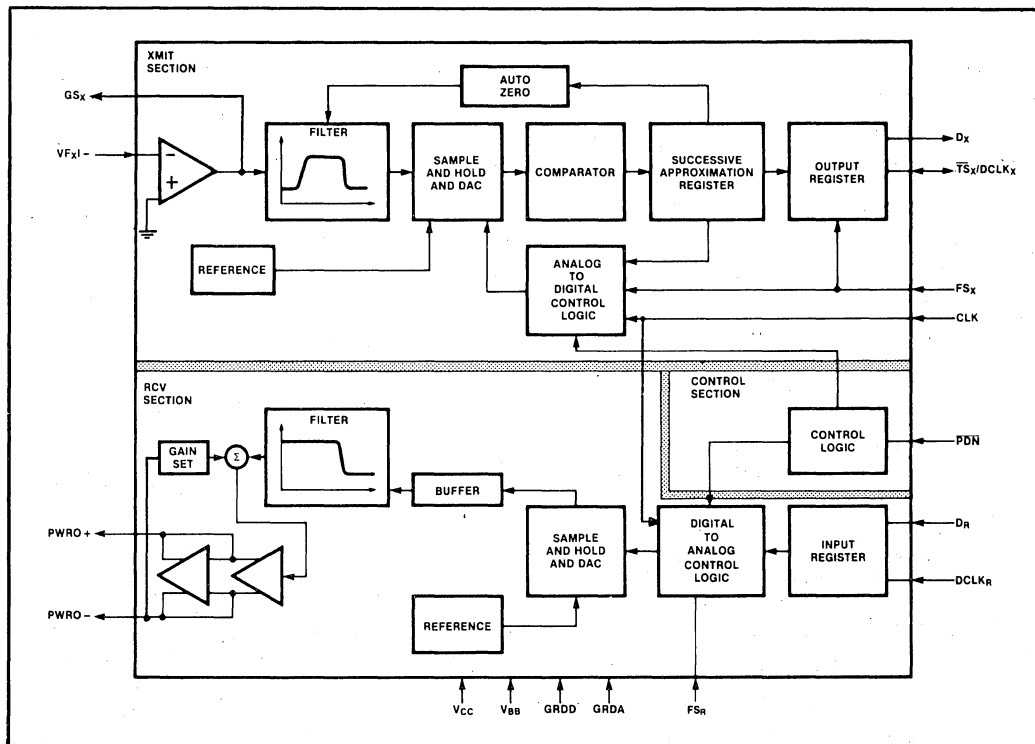 XMIT
SECTION
GSX
VFXI -
−
+
AUTO
ZERO
FILTER
SAMPLE
AND HOLD
AND DAC
COMPARATOR
SUCCESSIVE
APPROXIMATION
REGISTER
OUTPUT
REGISTER
DX
T̅S̅X/DCLKX
REFERENCE
ANALOG
TO
DIGITAL
CONTROL
LOGIC
FSX
CLK
RCV
SECTION
CONTROL
SECTION
GAIN
SET
Σ
FILTER
BUFFER
CONTROL
LOGIC
P̅D̅N̅
PWRO +
PWRO −
SAMPLE
AND HOLD
AND DAC
DIGITAL
TO
ANALOG
CONTROL
LOGIC
INPUT
REGISTER
DR
DCLKR
REFERENCE
VCC
VBB
GRDD
GRDA
FSR